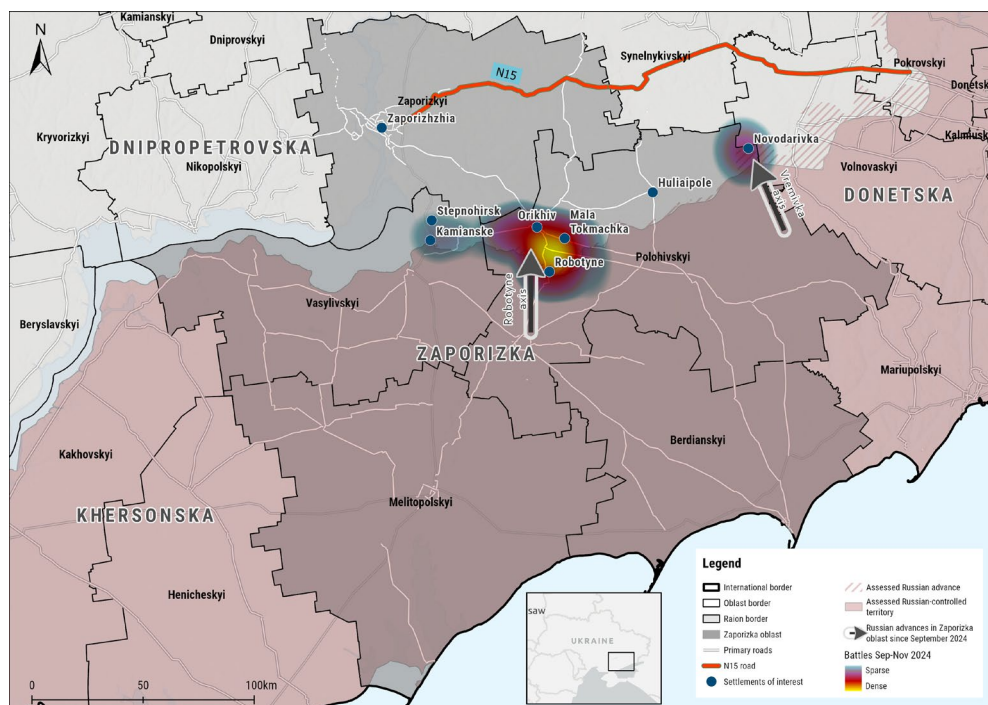 Kamianskyi
N
Dniprovskyi
Synelnykivskyi
Pokrovskyi
N15
Donetskyi
Zaporizkyi
Zaporizhzhia
Kryvorizkyi
Kalmiuskyi
DNIPROPETROVSKA
Novodarivka
Nikopolskyi
Volnovaskyi
Huliaipole
Vremivka
axis
DONETSKA
Stepnohirsk
Orikhiv
Mala
Tokmachka
Kamianske
Polohivskyi
Robotyne
Robotyne
axis
Vasylivskyi
Beryslavskyi
ZAPORIZKA
Mariupolskyi
Berdianskyi
Kakhovskyi
Melitopolskyi
KHERSONSKA
Henicheskyi
0 50 100km
saw
UKRAINE
Legend
International border
Oblast border
Raion border
Zaporizka oblast
Primary roads
N15 road
Settlements of interest
Assessed Russian advance
Assessed Russian-controlled
territory
Russian advances in Zaporizka
oblast since September 2024
Battles Sep-Nov 2024
Sparse
Dense